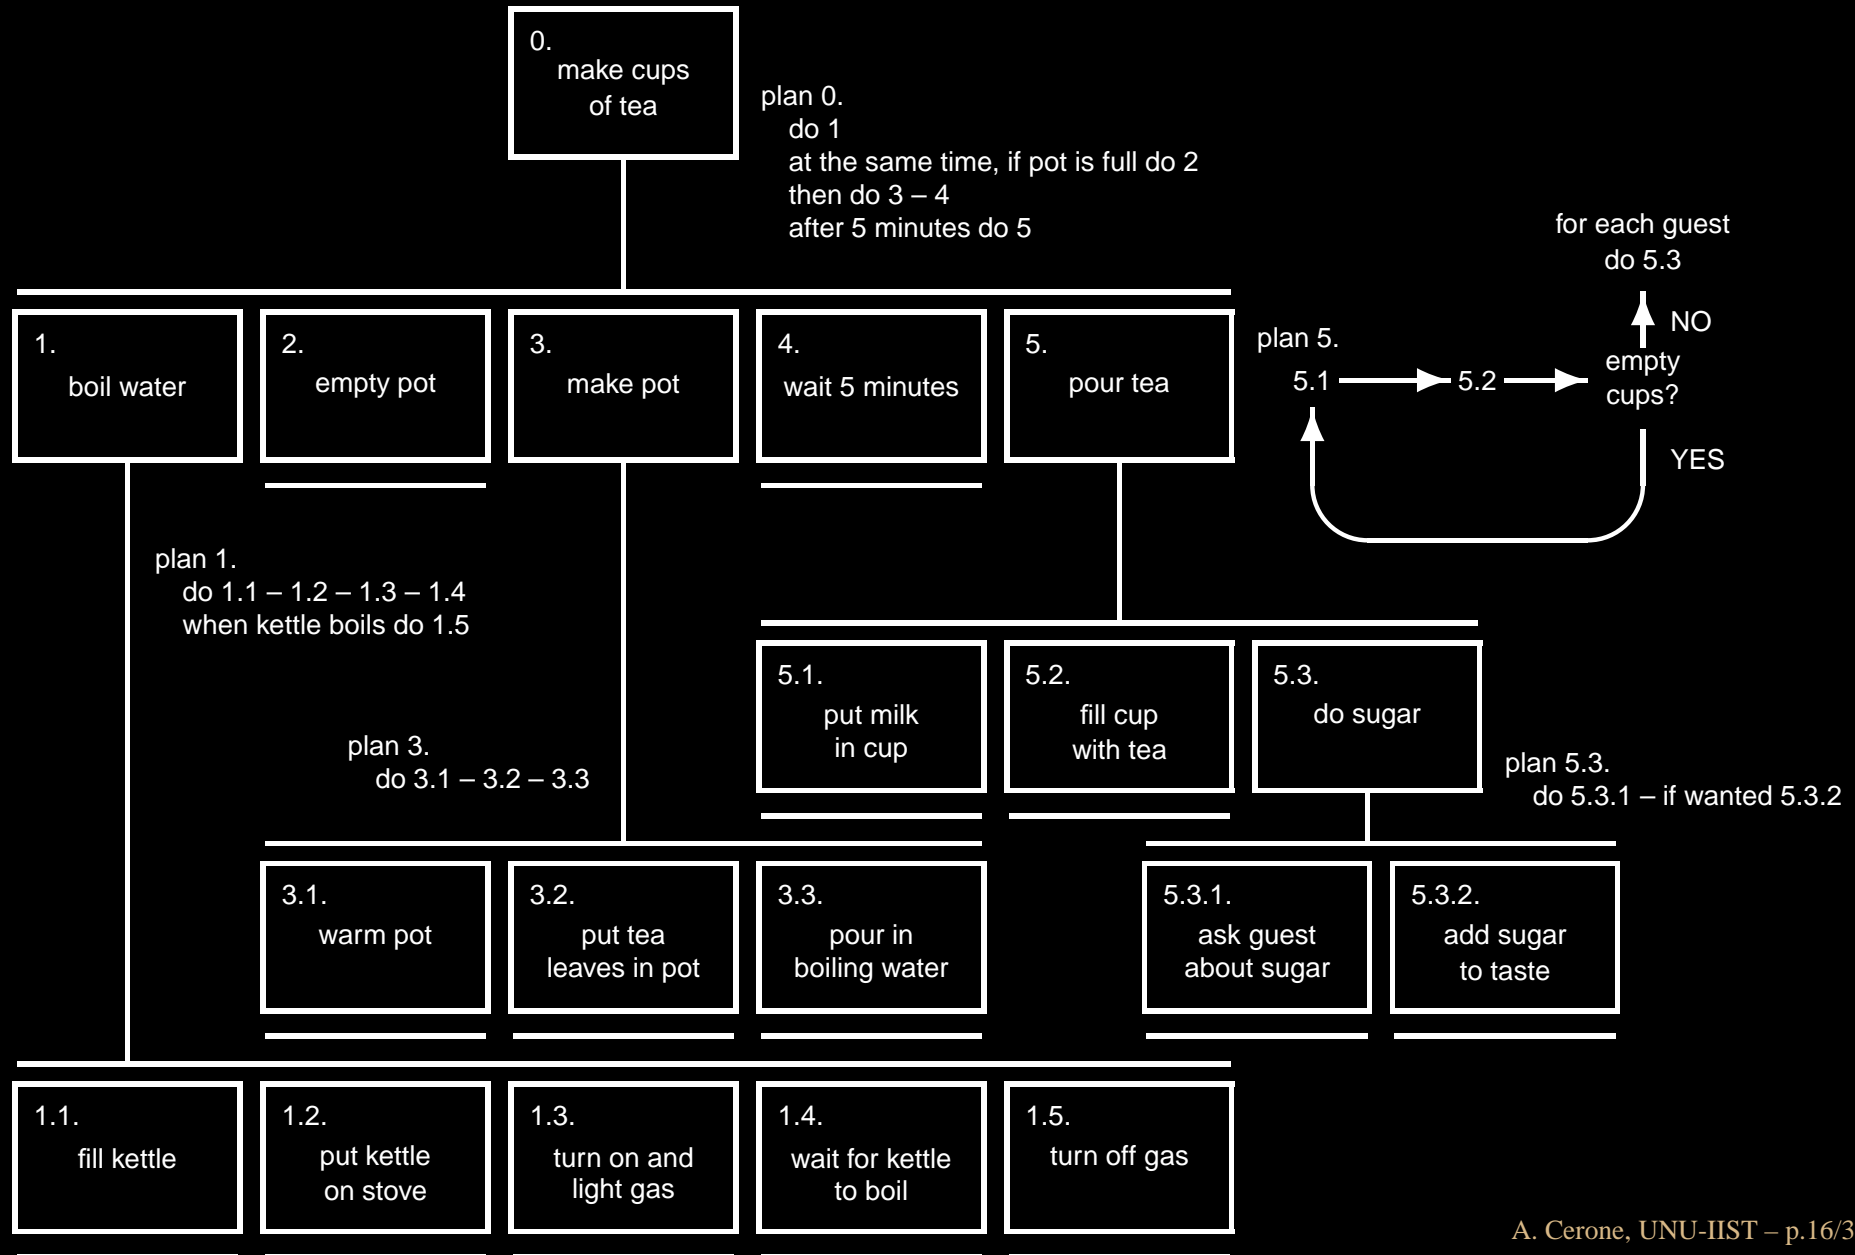 0.
make cups
of tea
plan 0.
do 1
at the same time, if pot is full do 2
then do 3 – 4
after 5 minutes do 5
1.
boil water
2.
empty pot
3.
make pot
4.
wait 5 minutes
5.
pour tea
plan 5.
5.1
5.2
empty
cups?
NO
for each guest
do 5.3
YES
plan 1.
do 1.1 – 1.2 – 1.3 – 1.4
when kettle boils do 1.5
plan 3.
do 3.1 – 3.2 – 3.3
5.1.
put milk
in cup
5.2.
fill cup
with tea
5.3.
do sugar
plan 5.3.
do 5.3.1 – if wanted 5.3.2
3.1.
warm pot
3.2.
put tea
leaves in pot
3.3.
pour in
boiling water
5.3.1.
ask guest
about sugar
5.3.2.
add sugar
to taste
1.1.
fill kettle
1.2.
put kettle
on stove
1.3.
turn on and
light gas
1.4.
wait for kettle
to boil
1.5.
turn off gas
A. Cerone, UNU-IIST – p.16/3